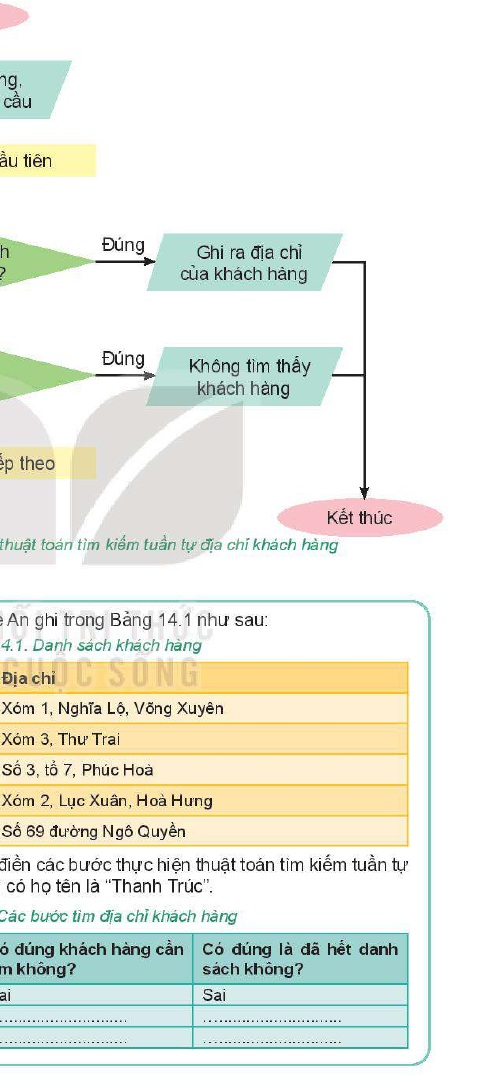 ng,
cầu
ầu tiên
h
?
Đúng
Ghi ra địa chỉ
của khách hàng
Đúng
Không tìm thấy
khách hàng
ếp theo
Kết thúc
thuật toán tìm kiếm tuần tự địa chỉ khách hàng
e An ghi trong Bảng 14.1 như sau:
4.1. Danh sách khách hàng
Địa chỉ
Xóm 1, Nghĩa Lộ, Võng Xuyên
Xóm 3, Thư Trai
Số 3, tổ 7, Phúc Hoà
Xóm 2, Lục Xuân, Hoà Hưng
Số 69 đường Ngô Quyền
điền các bước thực hiện thuật toán tìm kiếm tuần tự
có họ tên là “Thanh Trúc”.
Các bước tìm địa chỉ khách hàng
ó đúng khách hàng cần
m không?
Có đúng là đã hết danh
sách không?
ai
Sai
............................
............................
............................
............................